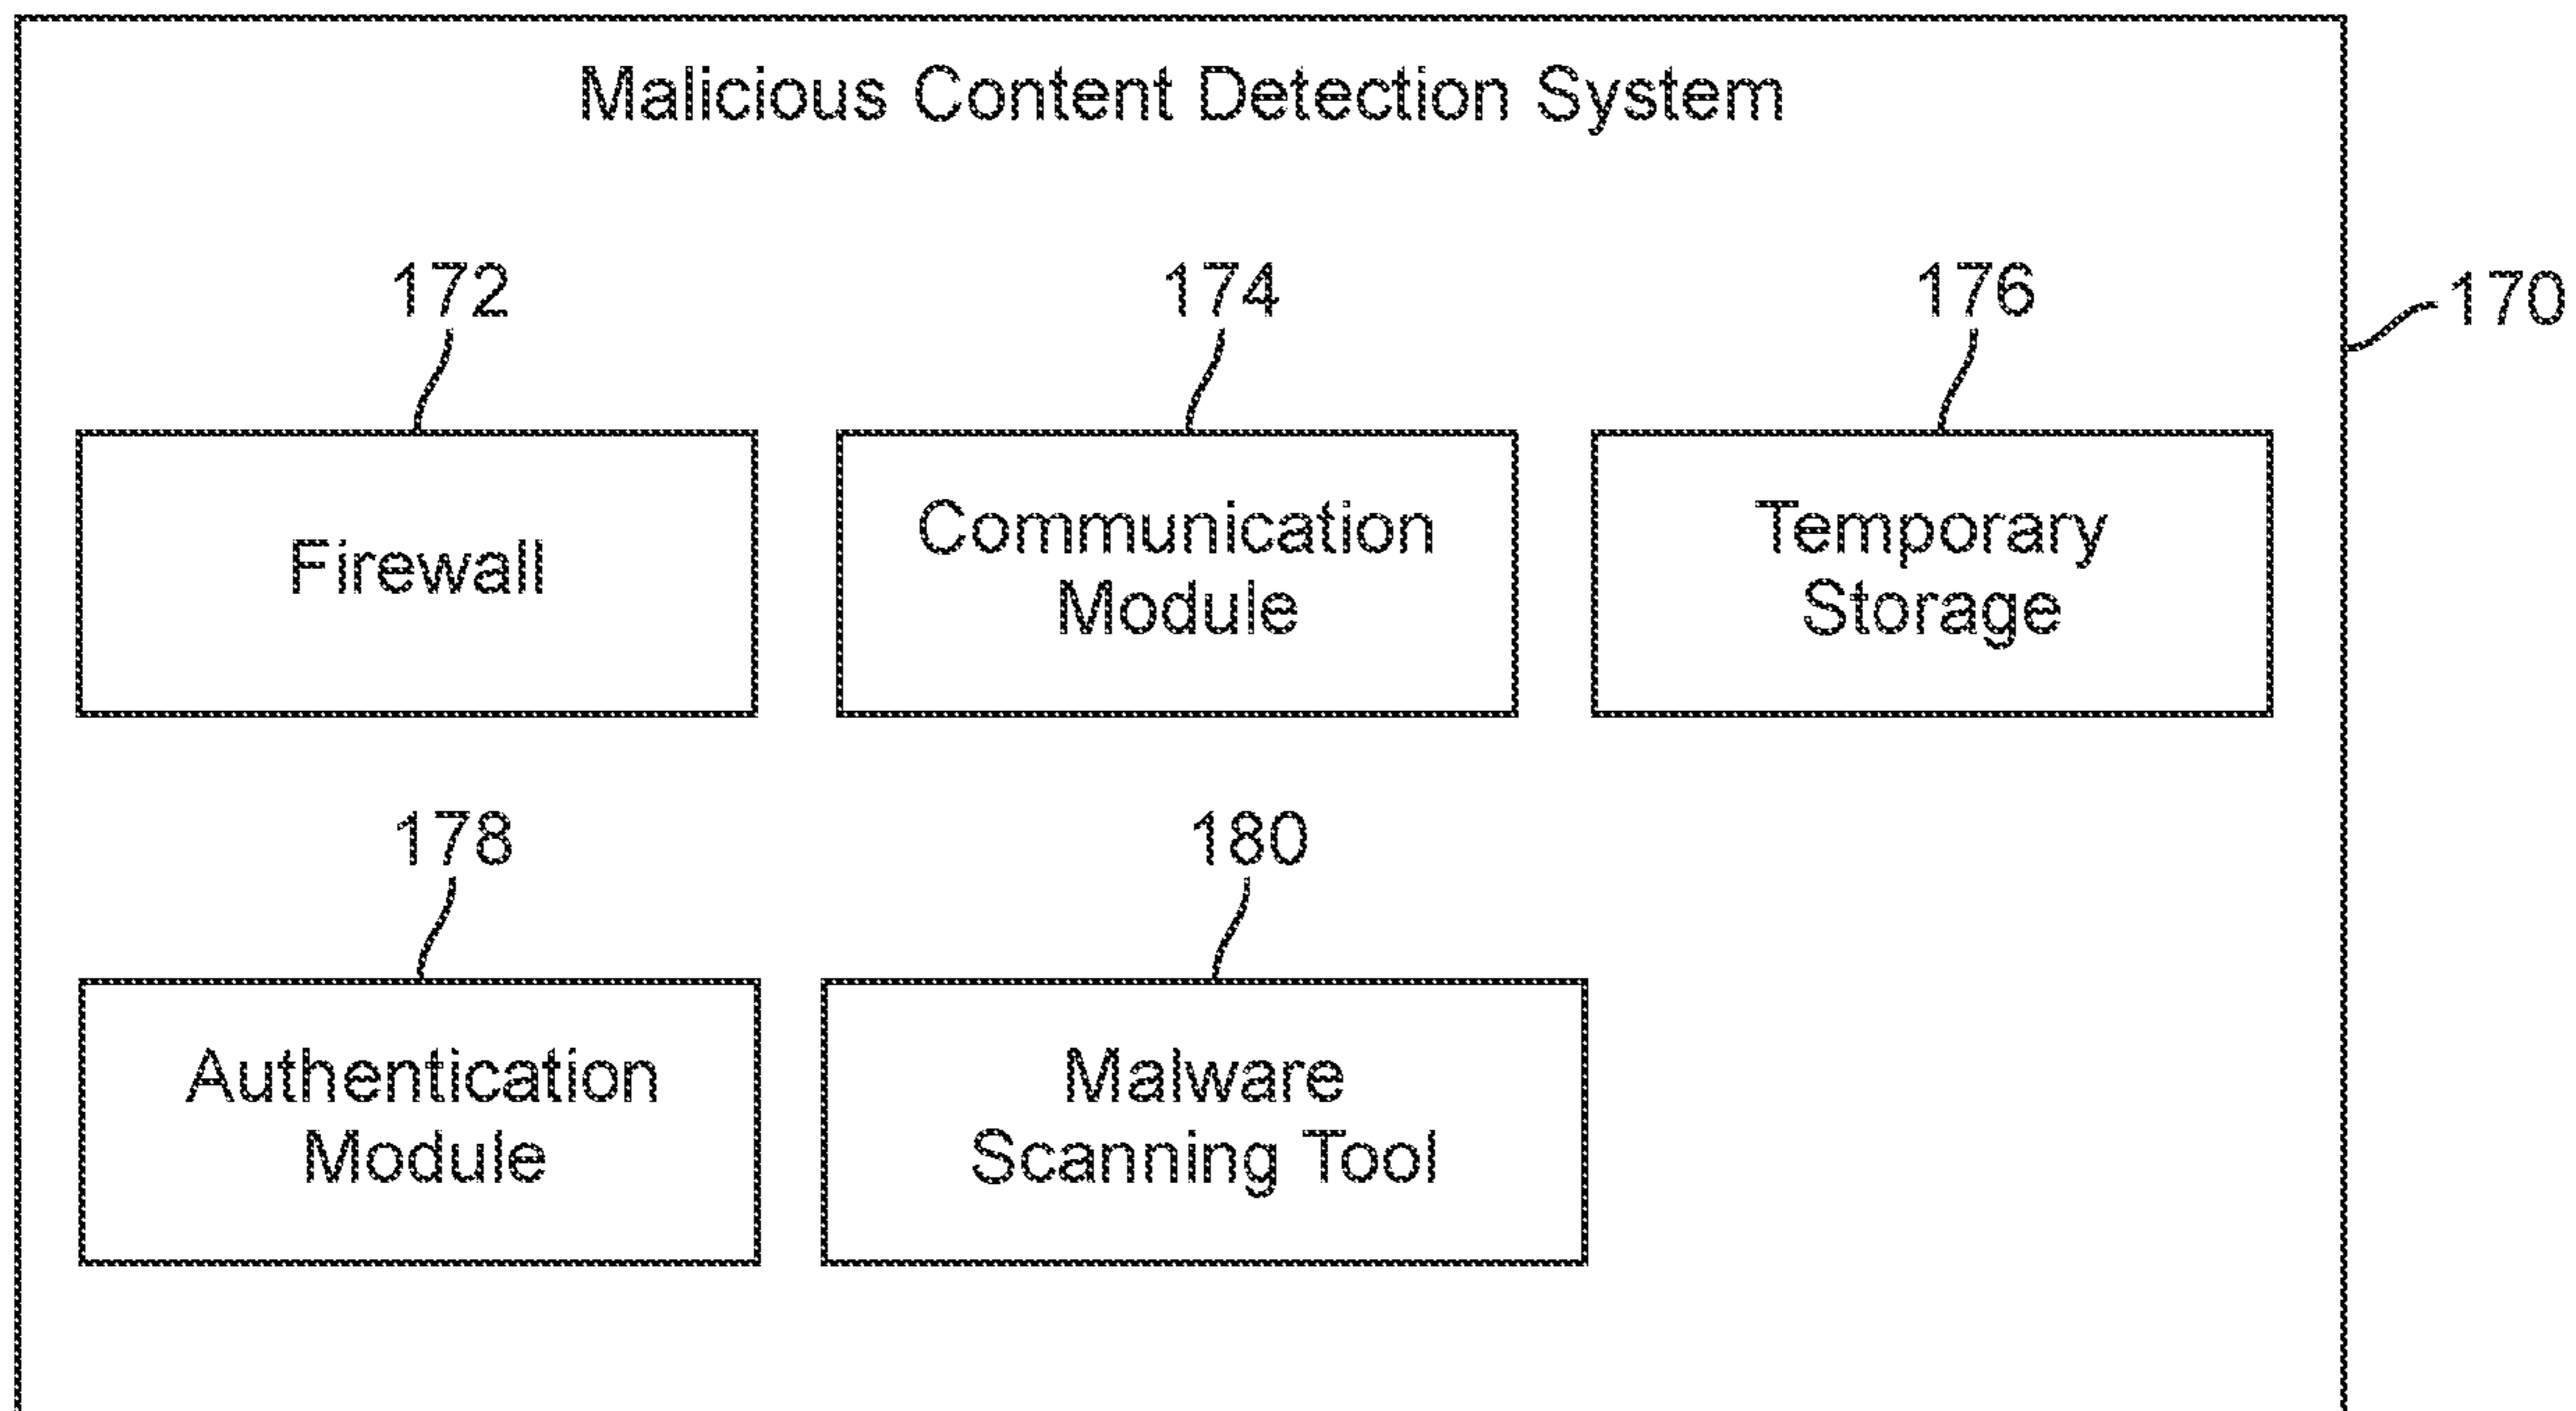 Malicious Content Detection System
172
174
176
170
Firewall
Communication
Module
Temporary
Storage
178
180
Authentication
Module
Malware
Scanning Tool